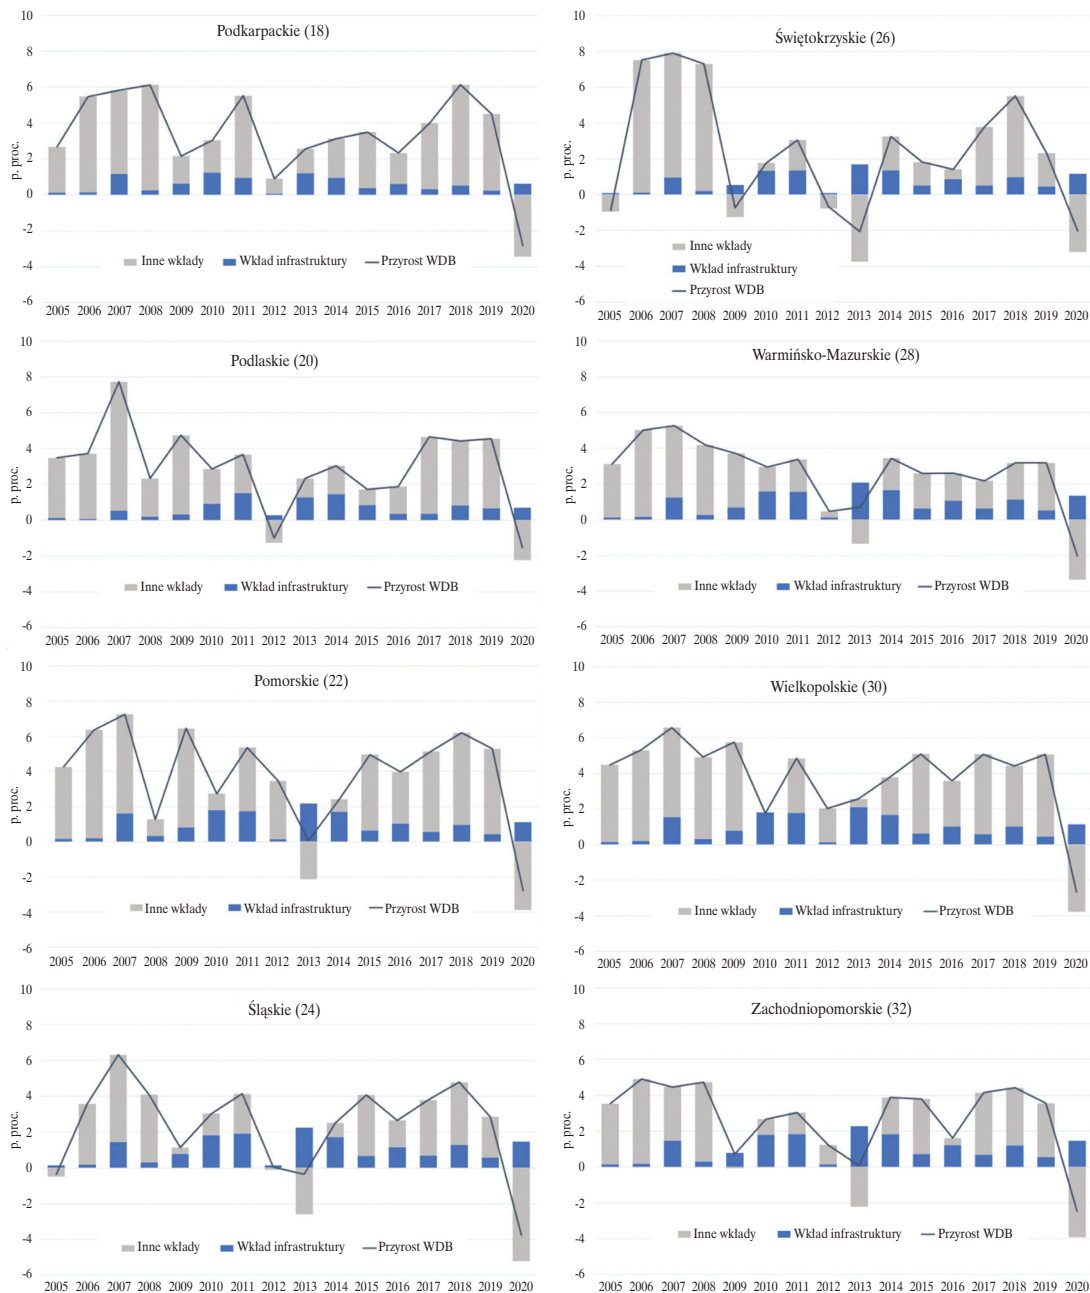 Podkarpackie (18)
10
8
6
4
2
0
-2
-4
-6
p. proc.
Inne wkłady Wkład infrastruktury Przyrost WDB
2005 2006 2007 2008 2009 2010 2011 2012 2013 2014 2015 2016 2017 2018 2019 2020
Świętokrzyskie (26)
10
8
6
4
2
0
-2
-4
-6
p. proc.
Inne wkłady
Wkład infrastruktury
Przyrost WDB
2005 2006 2007 2008 2009 2010 2011 2012 2013 2014 2015 2016 2017 2018 2019 2020
Podlaskie (20)
10
8
6
4
2
0
-2
-4
-6
p. proc.
Inne wkłady Wkład infrastruktury Przyrost WDB
2005 2006 2007 2008 2009 2010 2011 2012 2013 2014 2015 2016 2017 2018 2019 2020
Warmińsko-Mazurskie (28)
10
8
6
4
2
0
-2
-4
-6
p. proc.
Inne wkłady Wkład infrastruktury Przyrost WDB
2005 2006 2007 2008 2009 2010 2011 2012 2013 2014 2015 2016 2017 2018 2019 2020
Pomorskie (22)
10
8
6
4
2
0
-2
-4
-6
p. proc.
Inne wkłady Wkład infrastruktury Przyrost WDB
2005 2006 2007 2008 2009 2010 2011 2012 2013 2014 2015 2016 2017 2018 2019 2020
Wielkopolskie (30)
10
8
6
4
2
0
-2
-4
-6
p. proc.
Inne wkłady Wkład infrastruktury Przyrost WDB
2005 2006 2007 2008 2009 2010 2011 2012 2013 2014 2015 2016 2017 2018 2019 2020
Śląskie (24)
10
8
6
4
2
0
-2
-4
-6
p. proc.
Inne wkłady Wkład infrastruktury Przyrost WDB
2005 2006 2007 2008 2009 2010 2011 2012 2013 2014 2015 2016 2017 2018 2019 2020
Zachodniopomorskie (32)
10
8
6
4
2
0
-2
-4
-6
p. proc.
Inne wkłady Wkład infrastruktury Przyrost WDB
2005 2006 2007 2008 2009 2010 2011 2012 2013 2014 2015 2016 2017 2018 2019 2020